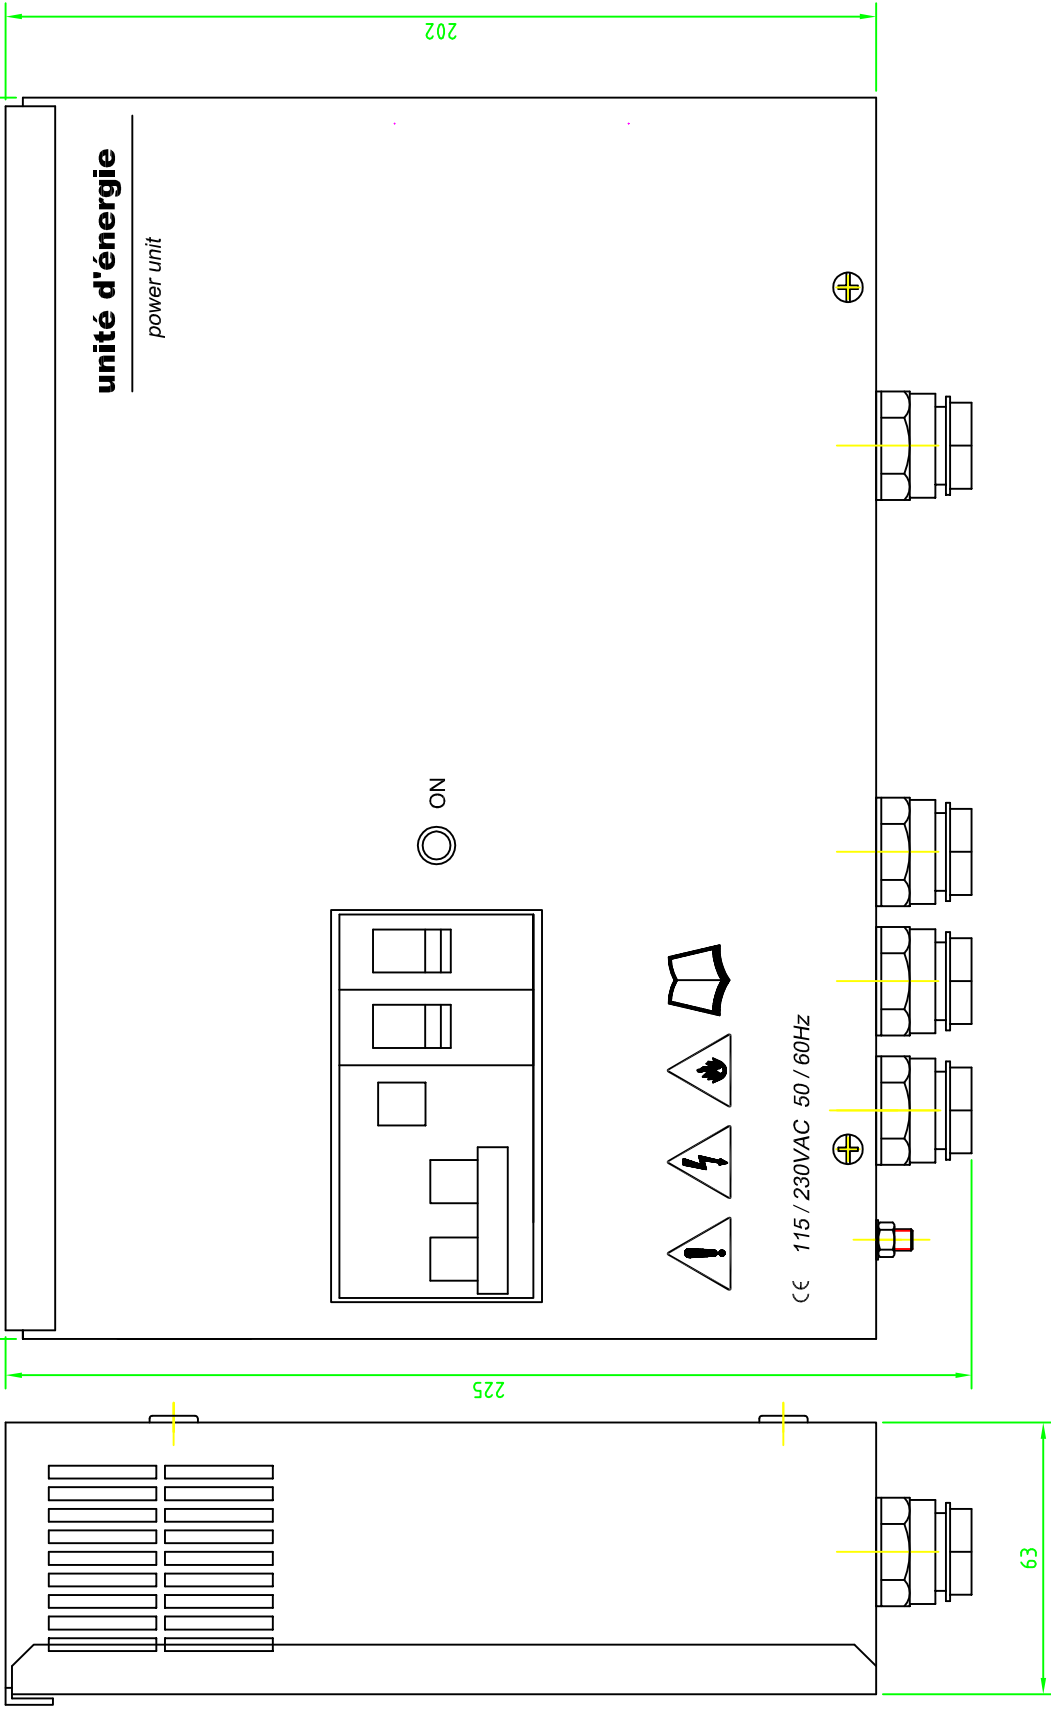 unité d'énergie
power unit
ON
CE 115 / 230VAC 50 / 60Hz
202
225
63